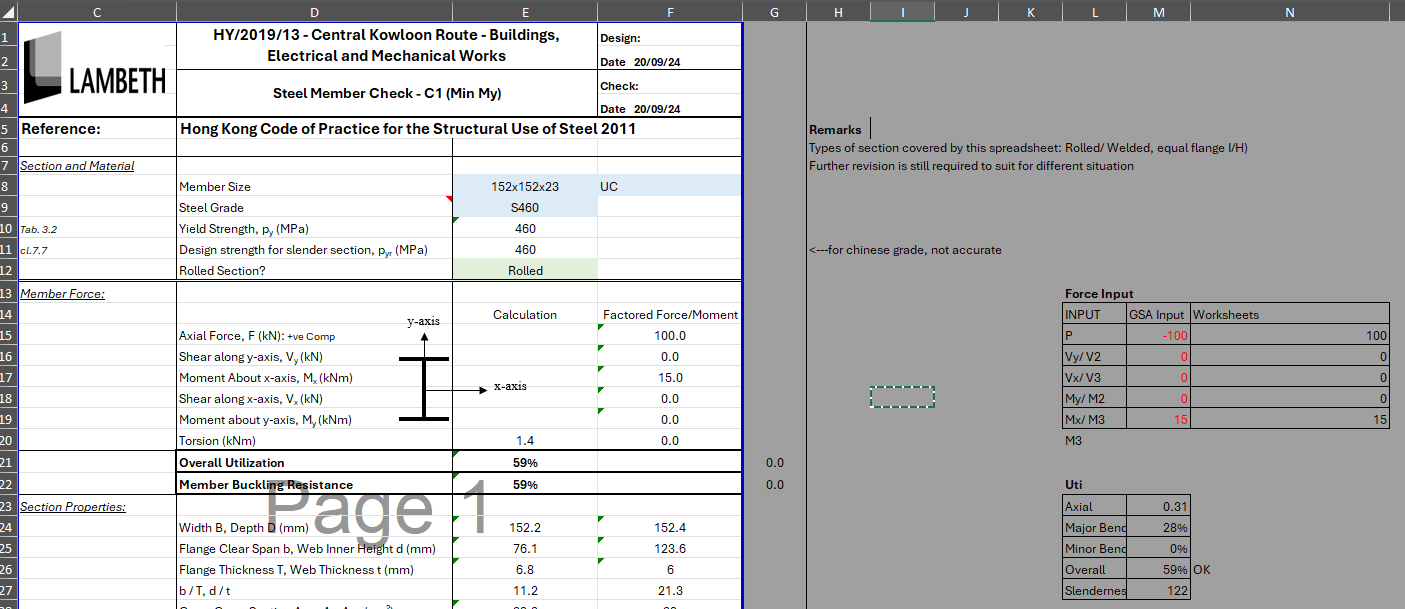 C D E F G H I J K L M N
1 HY/2019/13 - Central Kowloon Route - Buildings, Design:
2 Electrical and Mechanical Works Date 20/09/24
LAMBETH
3 Steel Member Check - C1 (Min My) Check:
4 Date 20/09/24
5 Reference: Hong Kong Code of Practice for the Structural Use of Steel 2011 Remarks
6 Types of section covered by this spreadsheet: Rolled/ Welded, equal flange I/H)
7 Section and Material Further revision is still required to suit for different situation
8 Member Size 152x152x23 UC
9 Steel Grade S460
10 Tab. 3.2 Yield Strength, py (MPa) 460
11 cl.7.7 Design strength for slender section, pyr (MPa) 460 <---for chinese grade, not accurate
12 Rolled Section? Rolled
13 Member Force: Force Input
14 Calculation Factored Force/Moment INPUT GSA Input Worksheets
y-axis
15 Axial Force, F (kN): +ve Comp 100.0 P -100 100
16 Shear along y-axis, Vy (kN) 0.0 Vy/ V2 0 0
17 Moment About x-axis, Mx (kNm) 15.0 Vx/ V3 0 0
x-axis
18 Shear along x-axis, Vx (kN) 0.0 My/ M2 0 0
19 Moment about y-axis, My (kNm) 0.0 Mx/ M3 15 15
20 Torsion (kNm) 1.4 0.0 M3
21 Overall Utilization 59% 0.0
22 Member Buckling Resistance 59% 0.0 Uti
Page 1
23 Section Properties: Axial 0.31
24 Width B, Depth D (mm) 152.2 152.4 Major Bend 28%
25 Flange Clear Span b, Web Inner Height d (mm) 76.1 123.6 Minor Bend 0%
26 Flange Thickness T, Web Thickness t (mm) 6.8 6 Overall 59% OK
27 b / T, d / t 11.2 21.3 Slendernes 122